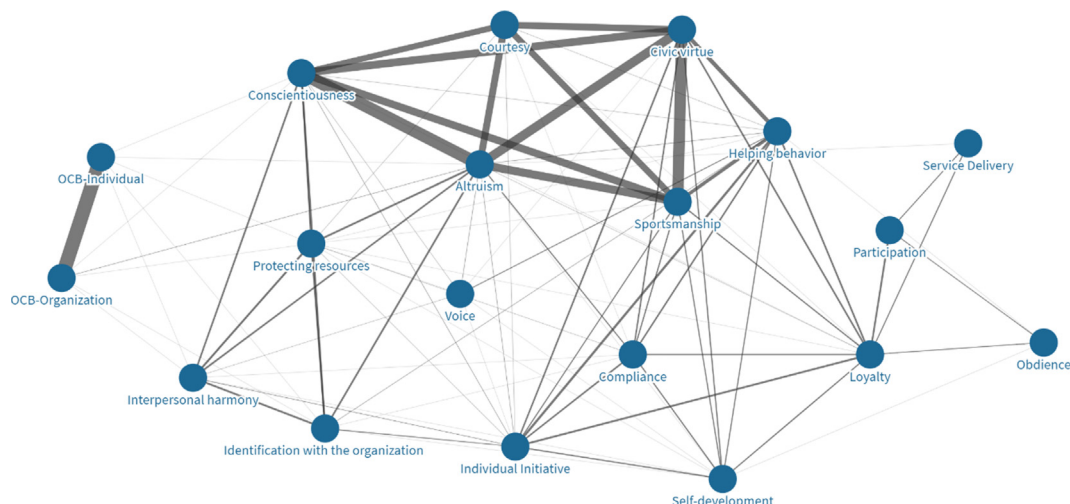 Courtesy
Civic virtue
Conscientiousness
Helping behavior
OCB-Individual
Altruism
Service Delivery
Sportsmanship
Protecting resources
Participation
OCB-Organization
Voice
Interpersonal harmony
Compliance
Loyalty
Obdience
Identification with the organization
Individual Initiative
Self-development